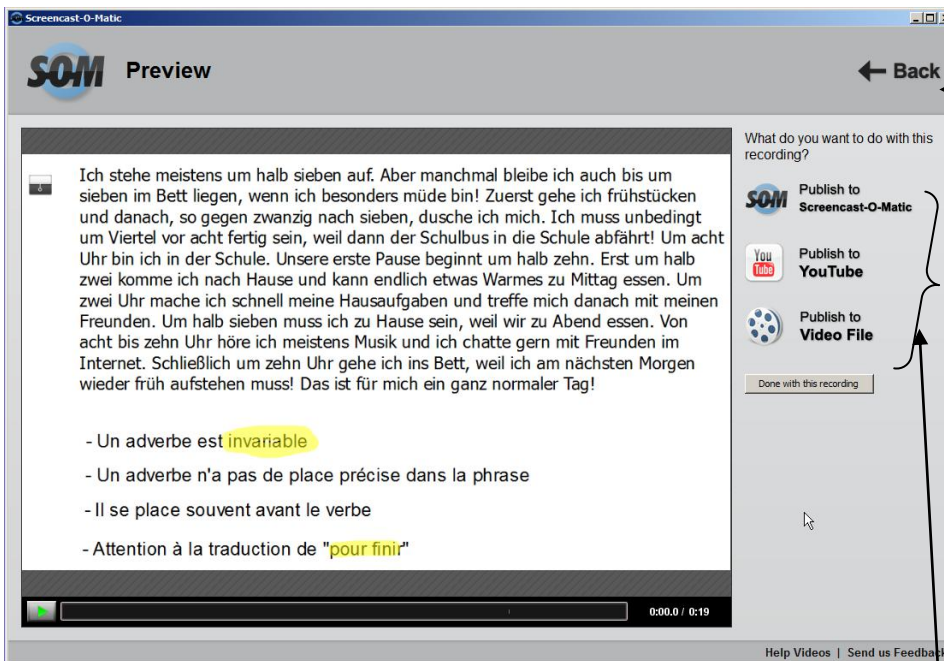 Screencast-O-Matic
SOM Preview
Back
Ich stehe meistens um halb sieben auf. Aber manchmal bleibe ich auch bis um
sieben im Bett liegen, wenn ich besonders müde bin! Zuerst gehe ich frühstücken
und danach, so gegen zwanzig nach sieben, dusche ich mich. Ich muss unbedingt
um Viertel vor acht fertig sein, weil dann der Schulbus in die Schule abfährt! Um acht
Uhr bin ich in der Schule. Unsere erste Pause beginnt um halb zehn. Erst um halb
zwei komme ich nach Hause und kann endlich etwas Warmes zu Mittag essen. Um
zwei Uhr mache ich schnell meine Hausaufgaben und treffe mich danach mit meinen
Freunden. Um halb sieben muss ich zu Hause sein, weil wir zu Abend essen. Von
acht bis zehn Uhr höre ich meistens Musik und ich chatte gern mit Freunden im
Internet. Schließlich um zehn Uhr gehe ich ins Bett, weil ich am nächsten Morgen
wieder früh aufstehen muss! Das ist für mich ein ganz normaler Tag!
- Un adverbe est invariable
- Un adverbe n'a pas de place précise dans la phrase
- Il se place souvent avant le verbe
- Attention à la traduction de "pour finir"
0:00.0 / 0:19
What do you want to do with this
recording?
SOM Publish to
Screencast-O-Matic
You Tube Publish to
YouTube
Publish to
Video File
Done with this recording
Help Videos | Send us Feedback